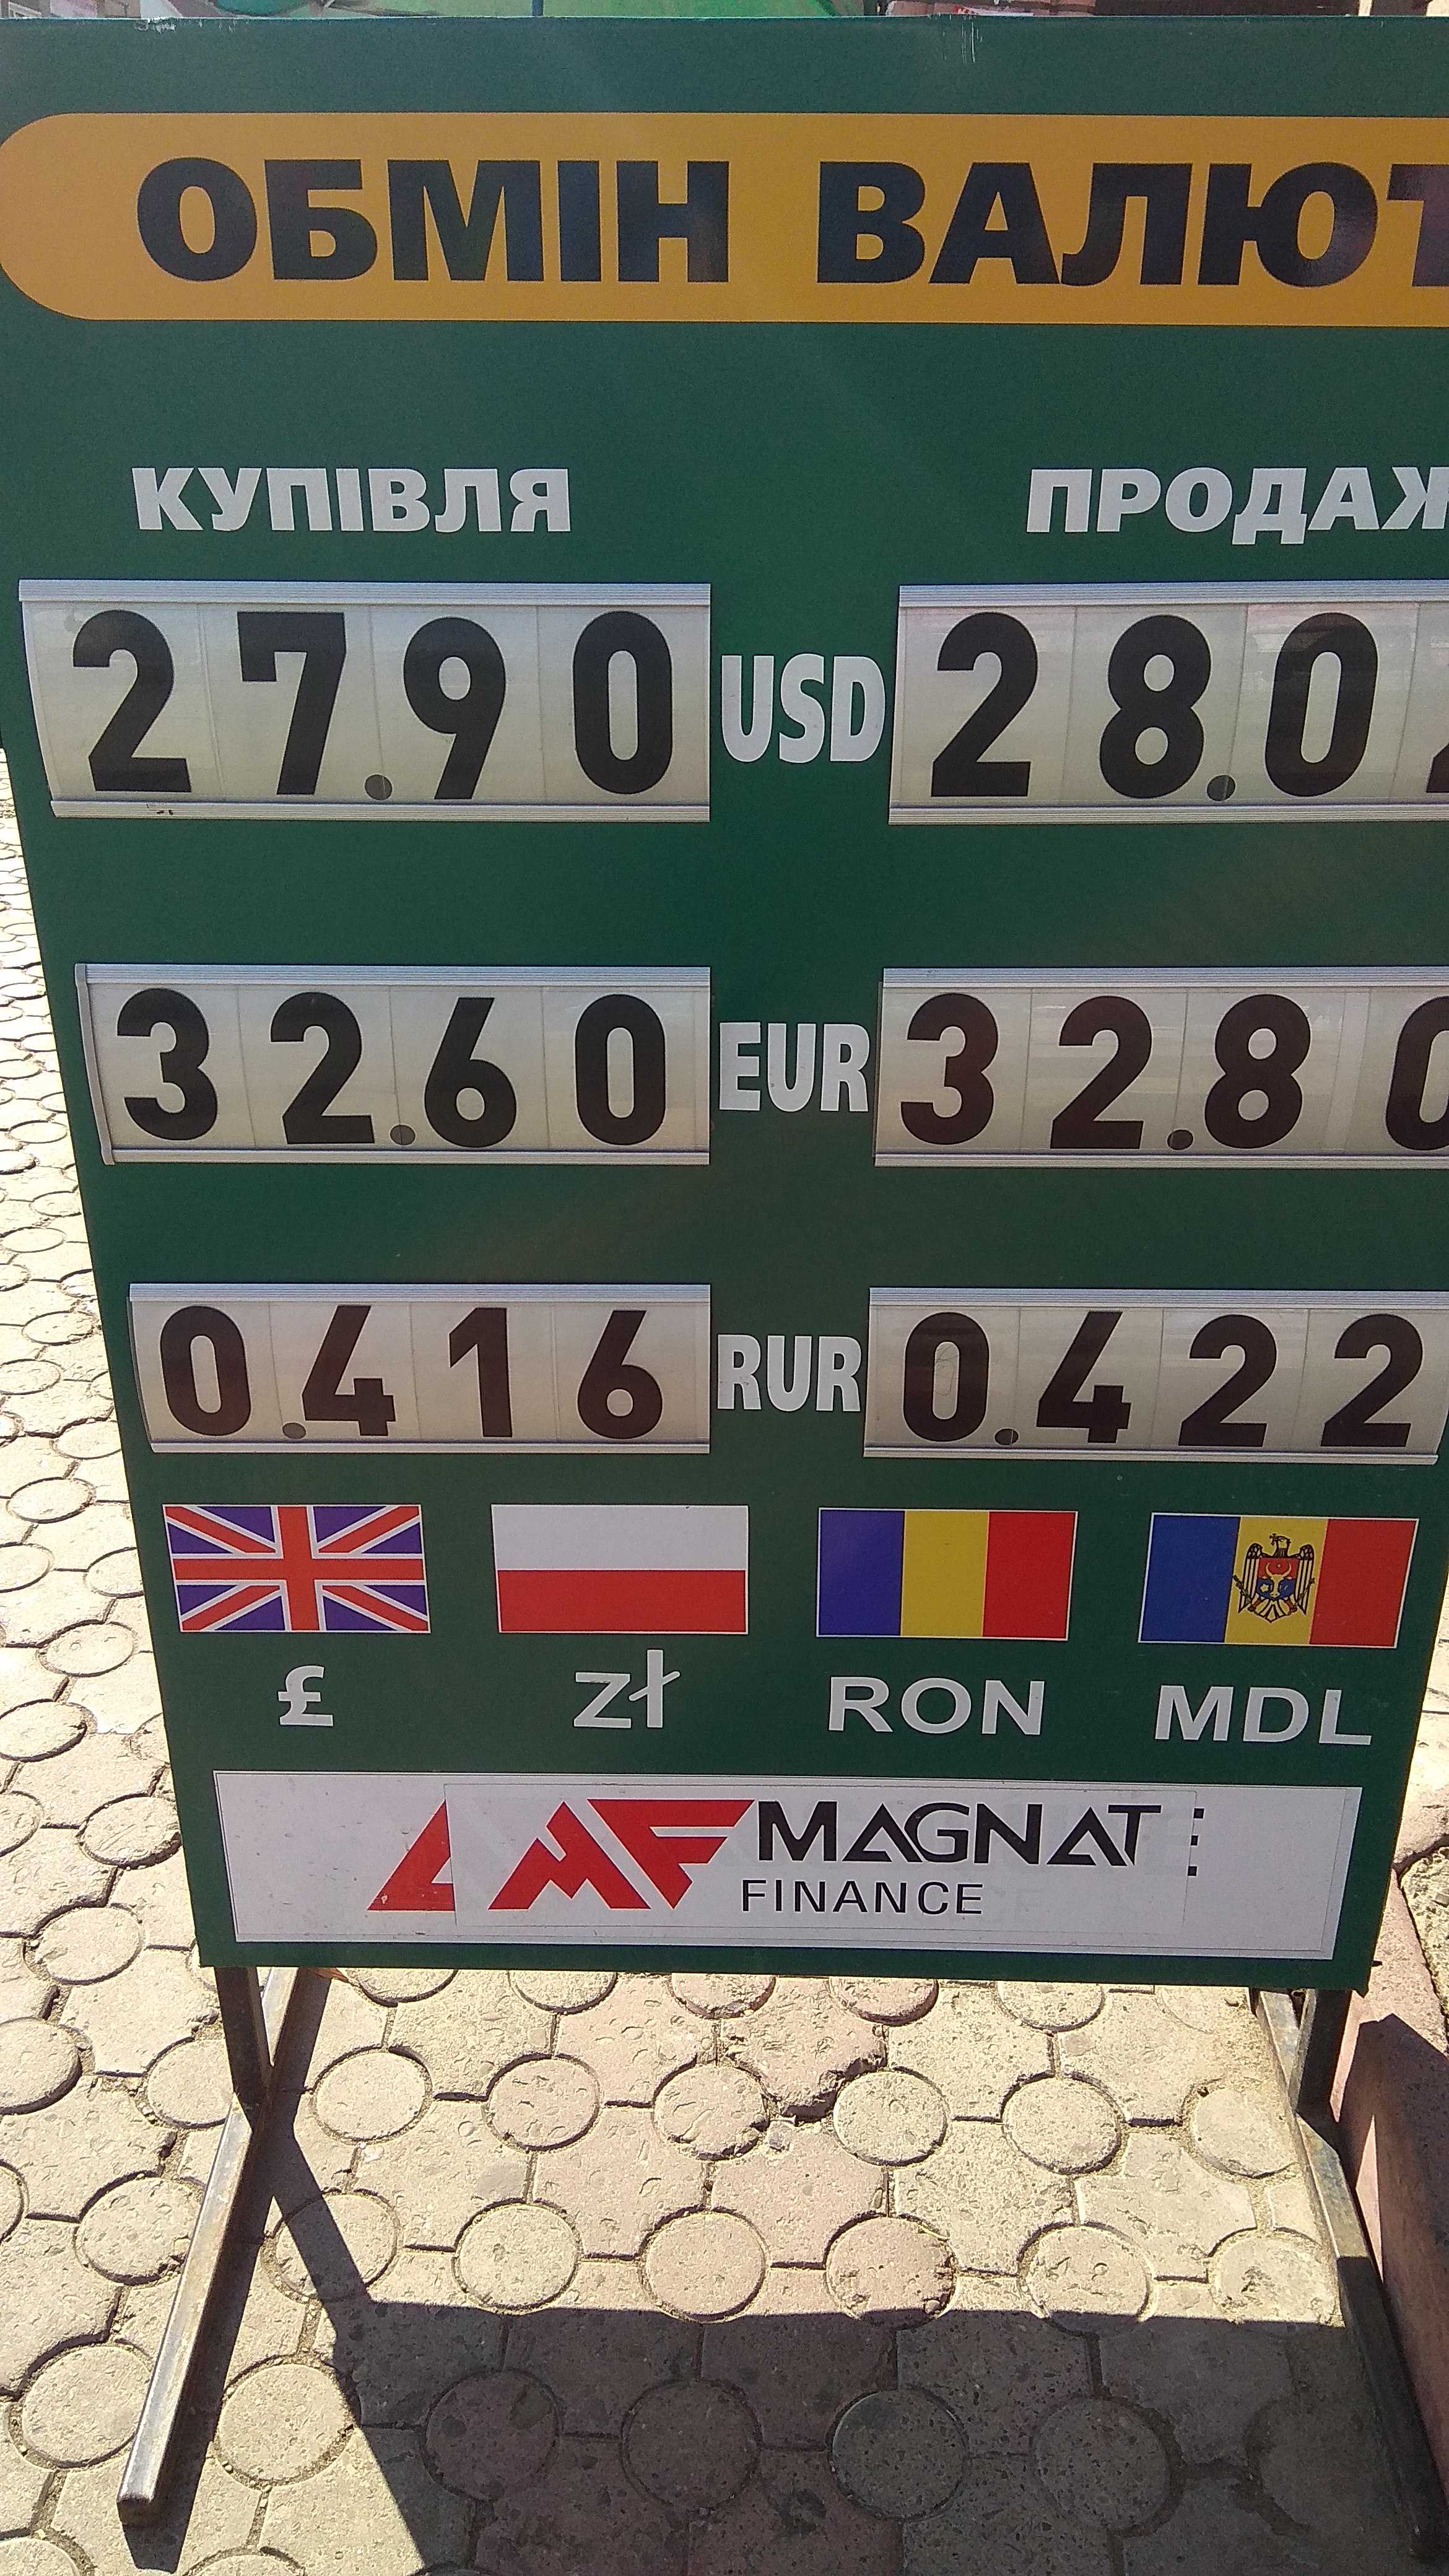 ОБМІН ВАЛЮТ
КУПІВЛЯ ПРОДАЖ
27.90 USD 28.0
32.60 EUR 32.80
0.416 RUR 0.422
£ zł RON MDL
MAGNAT
FINANCE